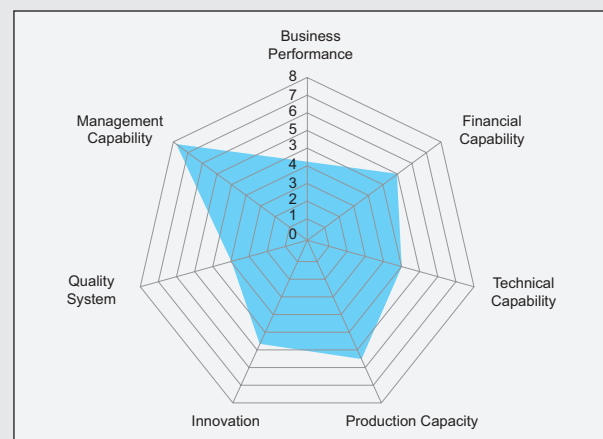 Business
Performance
8
7
Management
Capability
Financial
Capability
6
5
5
4
3
2
1
0
Quality
System
Technical
Capability
Innovation
Production Capacity